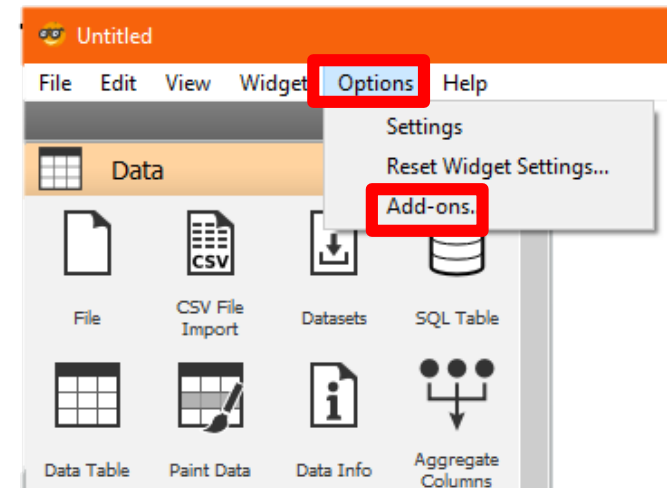 Untitled
File Edit View Widget Options Help
Settings
Reset Widget Settings...
Add-ons..
Data
CSV
File
CSV File
Import
Datasets
SQL Table
Data Table
Paint Data
Data Info
Aggregate
Columns